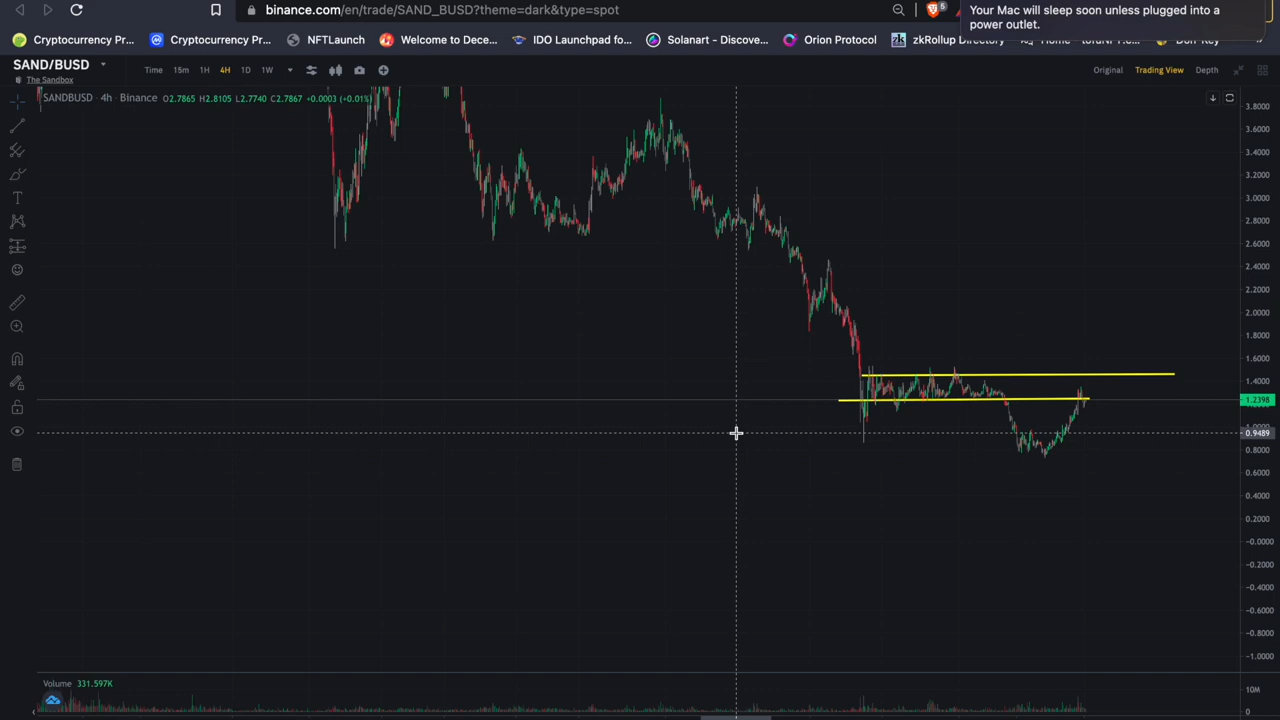 binance.com/en/trade/SAND_BUSD?theme=dark&type=spot
5
Your Mac will sleep soon unless plugged into a
power outlet.
Cryptocurrency Pr...
Cryptocurrency Pr...
NFTLaunch
Welcome to Dece...
IDO Launchpad fo...
Solanart - Discove...
Orion Protocol
zkRollup Directory
SAND/BUSD
The Sandbox
Time 15m 1H 4H 1D 1W
Original Trading View Depth
SANDBUSD · 4h · Binance O2.7865 H2.8105 L2.7740 C2.7867 +0.0003 (+0.01%)
3.8000
3.6000
3.4000
3.2000
3.0000
2.8000
2.6000
2.4000
2.2000
2.0000
1.8000
1.6000
1.4000
1.2398
0.9489
0.8000
0.6000
0.4000
0.2000
−0.0000
−0.2000
−0.4000
−0.6000
−0.8000
−1.0000
Volume 331.597K
10M
0